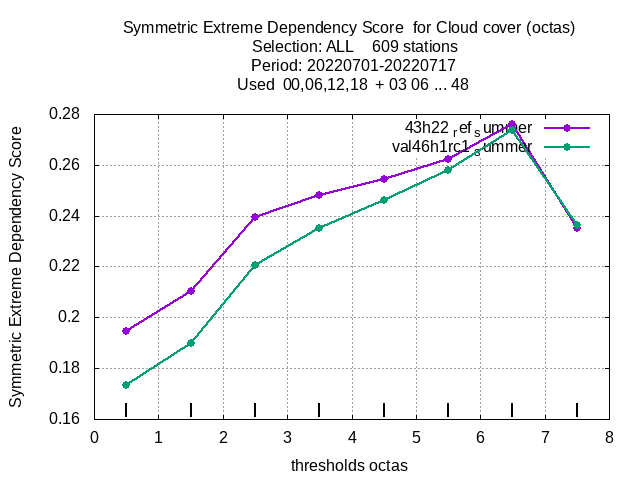 Symmetric Extreme Dependency Score  for Cloud cover (octas)
Selection: ALL    609 stations
Period: 20220701-20220717
Used  00,06,12,18  + 03 06 ... 48
43h22 ref summer
val46h1rc1 summer
Symmetric Extreme Dependency Score
0.28
0.26
0.24
0.22
0.2
0.18
0.16
0 1 2 3 4 5 6 7 8
thresholds octas